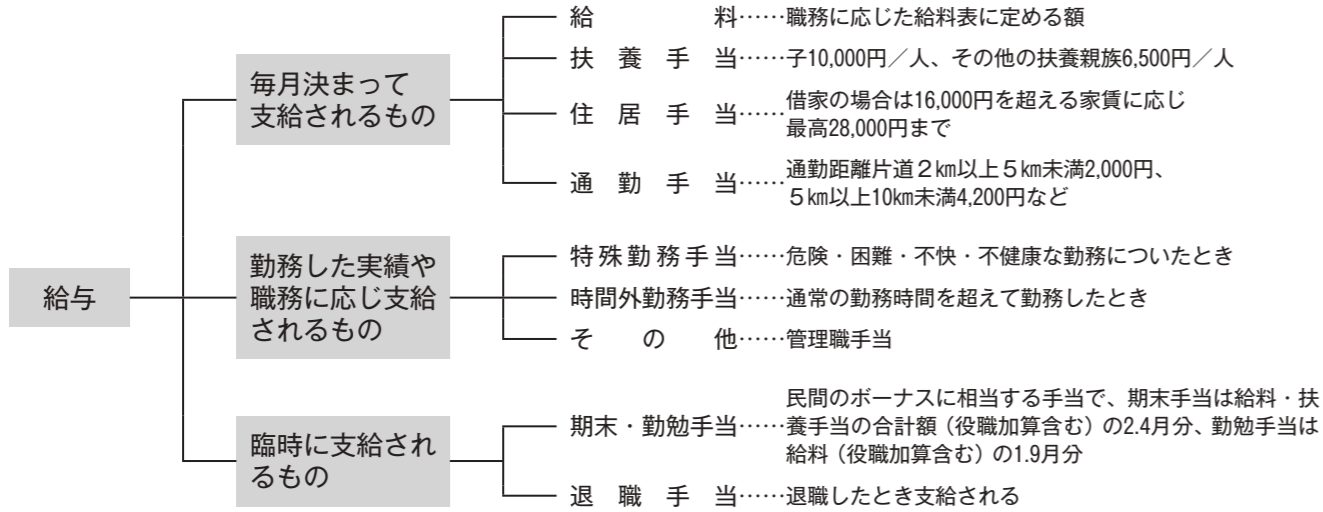 給与
毎月決まって
支給されるもの
給料……職務に応じた給料表に定める額
扶養手当……子10,000円／人、その他の扶養親族6,500円／人
住居手当……借家の場合は16,000円を超える家賃に応じ
最高28,000円まで
通勤手当……通勤距離片道２㎞以上５㎞未満2,000円、
５㎞以上10㎞未満4,200円など
勤務した実績や
職務に応じ支給
されるもの
特殊勤務手当……危険・困難・不快・不健康な勤務についたとき
時間外勤務手当……通常の勤務時間を超えて勤務したとき
その他……管理職手当
臨時に支給され
るもの
期末・勤勉手当……民間のボーナスに相当する手当で、期末手当は給料・扶
養手当の合計額（役職加算含む）の2.4月分、勤勉手当は
給料（役職加算含む）の1.9月分
退職手当……退職したとき支給される